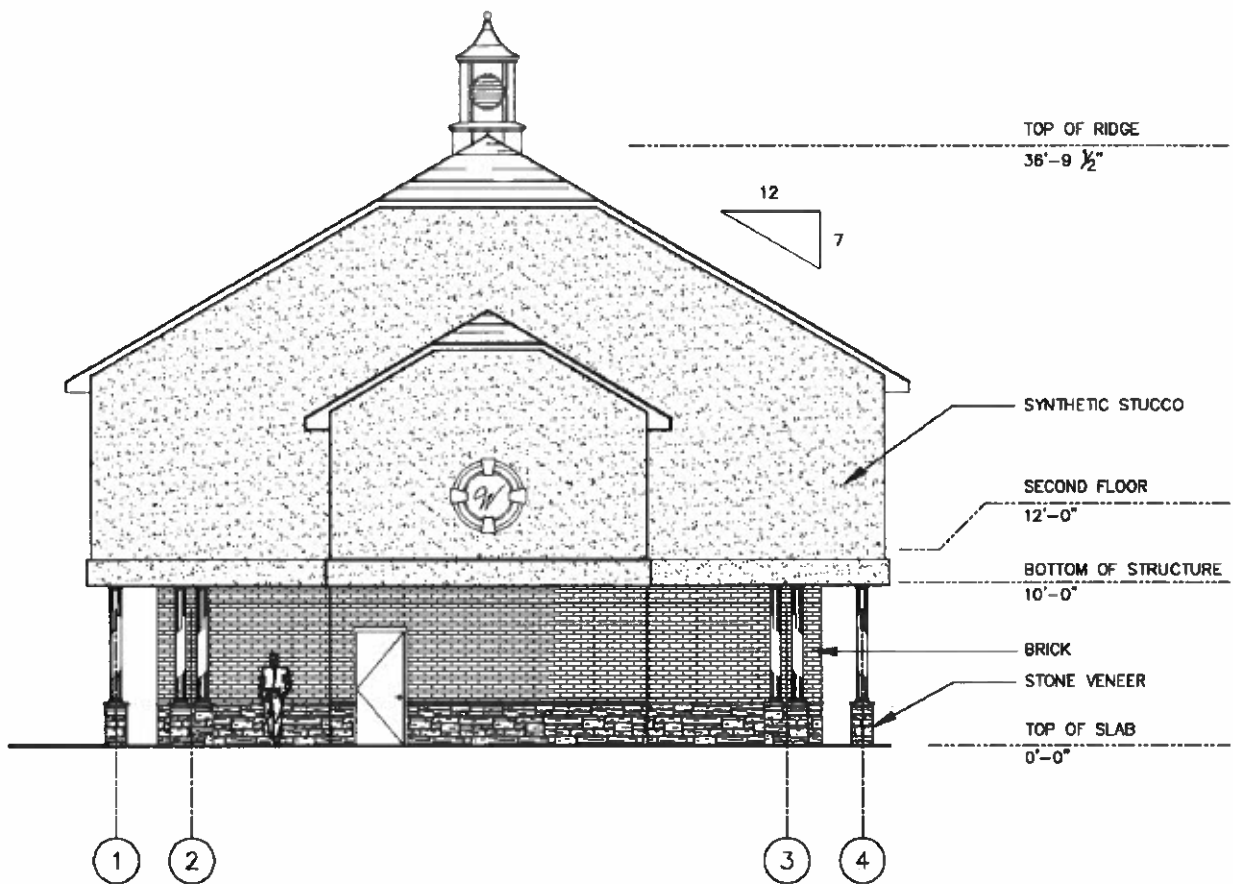 TOP OF RIDGE
36'-9 ½"
12
7
SYNTHETIC STUCCO
SECOND FLOOR
12'-0"
W
BOTTOM OF STRUCTURE
10'-0"
BRICK
STONE VENEER
TOP OF SLAB
0'-0"
1 2 3 4